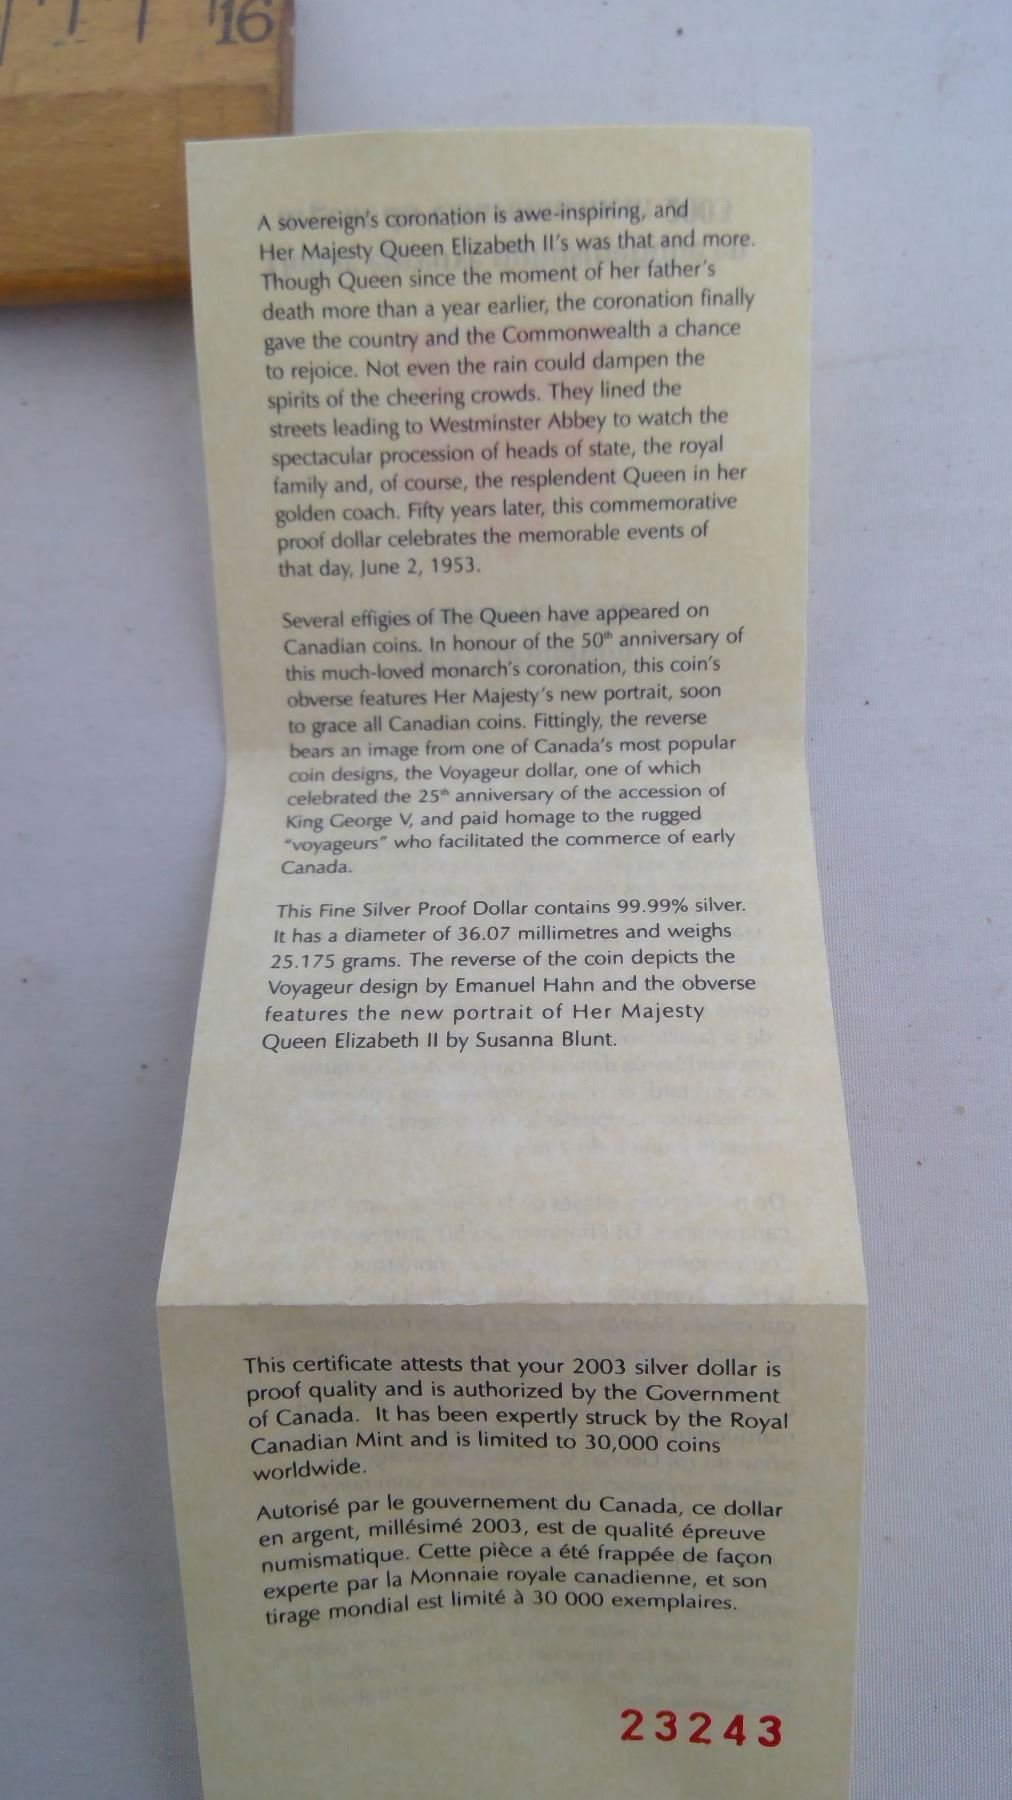 16
A sovereign's coronation is awe-inspiring, and
Her Majesty Queen Elizabeth II's was that and more.
Though Queen since the moment of her father's
death more than a year earlier, the coronation finally
gave the country and the Commonwealth a chance
to rejoice. Not even the rain could dampen the
spirits of the cheering crowds. They lined the
streets leading to Westminster Abbey to watch the
spectacular procession of heads of state, the royal
family and, of course, the resplendent Queen in her
golden coach. Fifty years later, this commemorative
proof dollar celebrates the memorable events of
that day, June 2, 1953.
Several effigies of The Queen have appeared on
Canadian coins. In honour of the 50th anniversary of
this much-loved monarch's coronation, this coin's
obverse features Her Majesty's new portrait, soon
to grace all Canadian coins. Fittingly, the reverse
bears an image from one of Canada's most popular
coin designs, the Voyageur dollar, one of which
celebrated the 25th anniversary of the accession of
King George V, and paid homage to the rugged
"voyageurs" who facilitated the commerce of early
Canada.
This Fine Silver Proof Dollar contains 99.99% silver.
It has a diameter of 36.07 millimetres and weighs
25.175 grams. The reverse of the coin depicts the
Voyageur design by Emanuel Hahn and the obverse
features the new portrait of Her Majesty
Queen Elizabeth II by Susanna Blunt.
This certificate attests that your 2003 silver dollar is
proof quality and is authorized by the Government
of Canada. It has been expertly struck by the Royal
Canadian Mint and is limited to 30,000 coins
worldwide.
Autorisé par le gouvernement du Canada, ce dollar
en argent, millésimé 2003, est de qualité épreuve
numismatique. Cette pièce a été frappée de façon
experte par la Monnaie royale canadienne, et son
tirage mondial est limité à 30 000 exemplaires.
23243